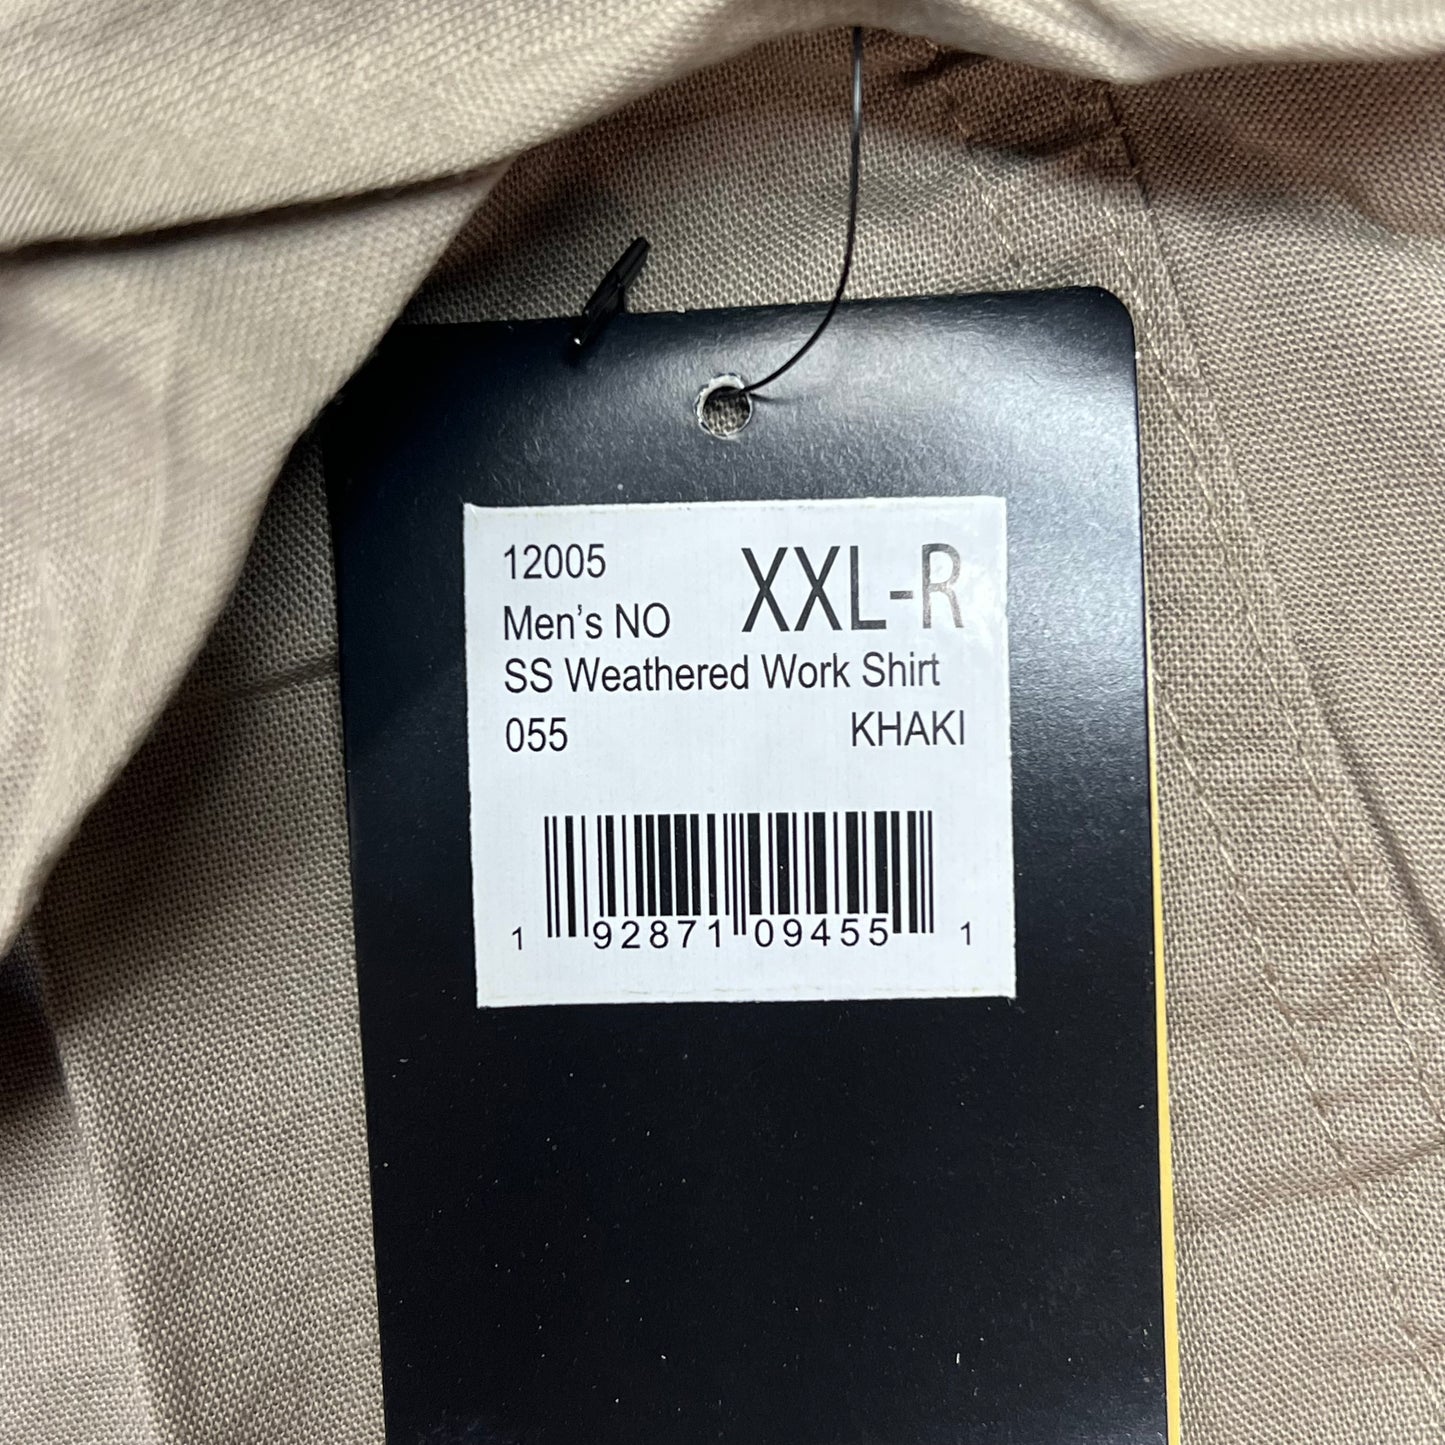 12005 XXL-R
Men's NO
SS Weathered Work Shirt
055 KHAKI
1 92871 09455 1